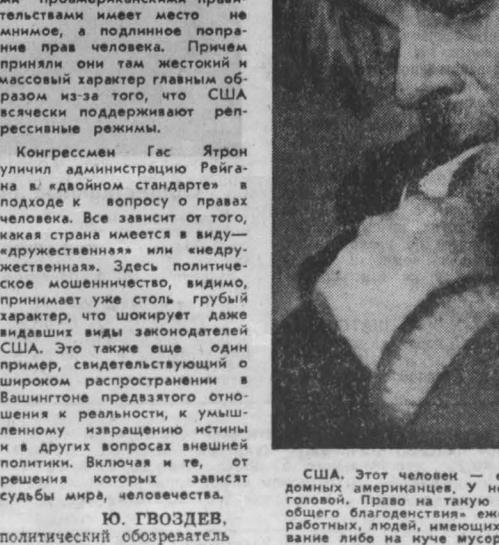 ми проамериканскими прави-
тельствами имеет место не
мнимое, а подлинное попра-
ние прав человека. Причем
приняли они там жестокий и
массовый характер главным об-
разом из-за того, что США
всячески поддерживают реп-
рессивные режимы.
Конгрессмен Гас Ятрон
уличил администрацию Рейга-
на в «двойном стандарте» в
подходе к вопросу о правах
человека. Все зависит от того,
какая страна имеется в виду—
«дружественная» или «недру-
жественная». Здесь политиче-
ское мошенничество, видимо,
принимает уже столь грубый
характер, что шокирует даже
видавших виды законодателей
США. Это также еще один
пример, свидетельствующий о
широком распространении в
Вашингтоне предвзятого отно-
шения к реальности, к умыш-
ленному извращению истины
и в других вопросах внешней
политики. Включая и те, от
решения которых зависят
судьбы мира, человечества.
Ю. ГВОЗДЕВ,
политический обозреватель
США. Этот человек —
домных американцев. У
головой. Право на такую
общего благоденствия»
работных, людей, имеющих
вание либо на куче